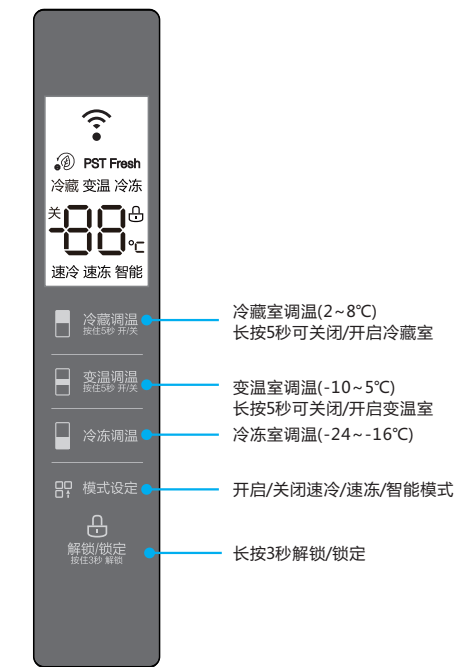 PST Fresh
冷藏 变温 冷冻
关
-88
℃
速冷 速冻 智能
冷藏调温
按住5秒 开/关
冷藏室调温(2~8℃)
长按5秒可关闭/开启冷藏室
变温调温
按住5秒 开/关
变温室调温(-10~5℃)
长按5秒可关闭/开启变温室
冷冻调温
冷冻室调温(-24~-16℃)
模式设定
开启/关闭速冷/速冻/智能模式
解锁/锁定
按住3秒 解锁
长按3秒解锁/锁定